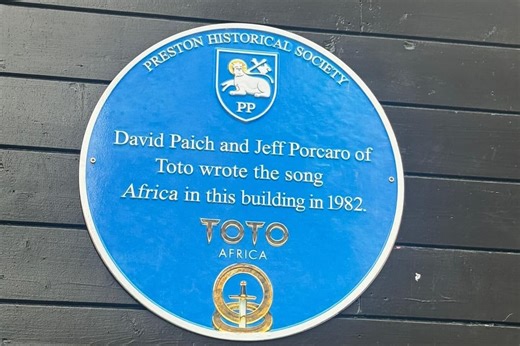 PRESTON HISTORICAL SOCIETY
PP
David Paich and Jeff Porcaro of
Toto wrote the song
Africa in this building in 1982.
TOTO
AFRICA